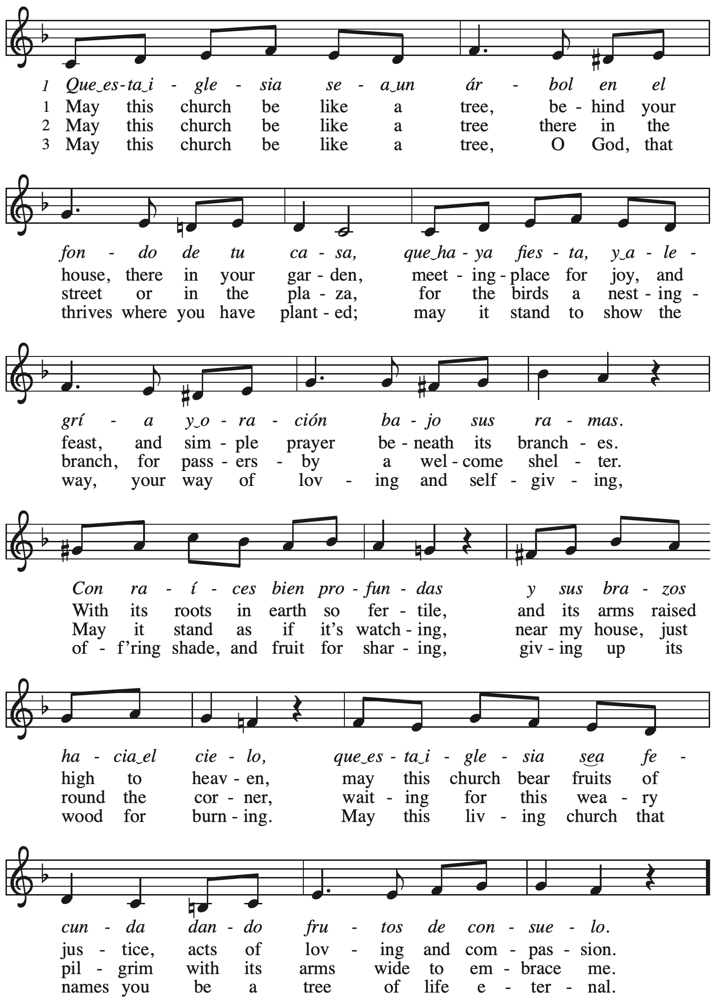 1 Que‿es-ta‿i - gle - sia se - a‿un ár - bol en el
1 May this church be like a tree, be - hind your
2 May this church be like a tree there in the
3 May this church be like a tree, O God, that
fon - do de tu ca - sa, que‿ha - ya fies - ta, y‿a - le -
house, there in your gar - den, meet - ing - place for joy, and
street or in the pla - za, for the birds a nest - ing -
thrives where you have plant - ed; may it stand to show the
grí - a y‿o - ra - ción ba - jo sus ra - mas.
feast, and sim - ple prayer be - neath its branch - es.
branch, for pass - ers - by a wel - come shel - ter.
way, your way of lov - ing and self - giv - ing,
Con ra - í - ces bien pro - fun - das y sus bra - zos
With its roots in earth so fer - tile, and its arms raised
May it stand as if it's watch - ing, near my house, just
of - f'ring shade, and fruit for shar - ing, giv - ing up its
ha - cia‿el cie - lo, que‿es - ta‿i - gle - sia sea fe -
high to heav - en, may this church bear fruits of
round the cor - ner, wait - ing for this wea - ry
wood for burn - ing. May this liv - ing church that
cun - da dan - do fru - tos de con - sue - lo.
jus - tice, acts of lov - ing and com - pas - sion.
pil - grim with its arms wide to em - brace me.
names you be a tree of life e - ter - nal.